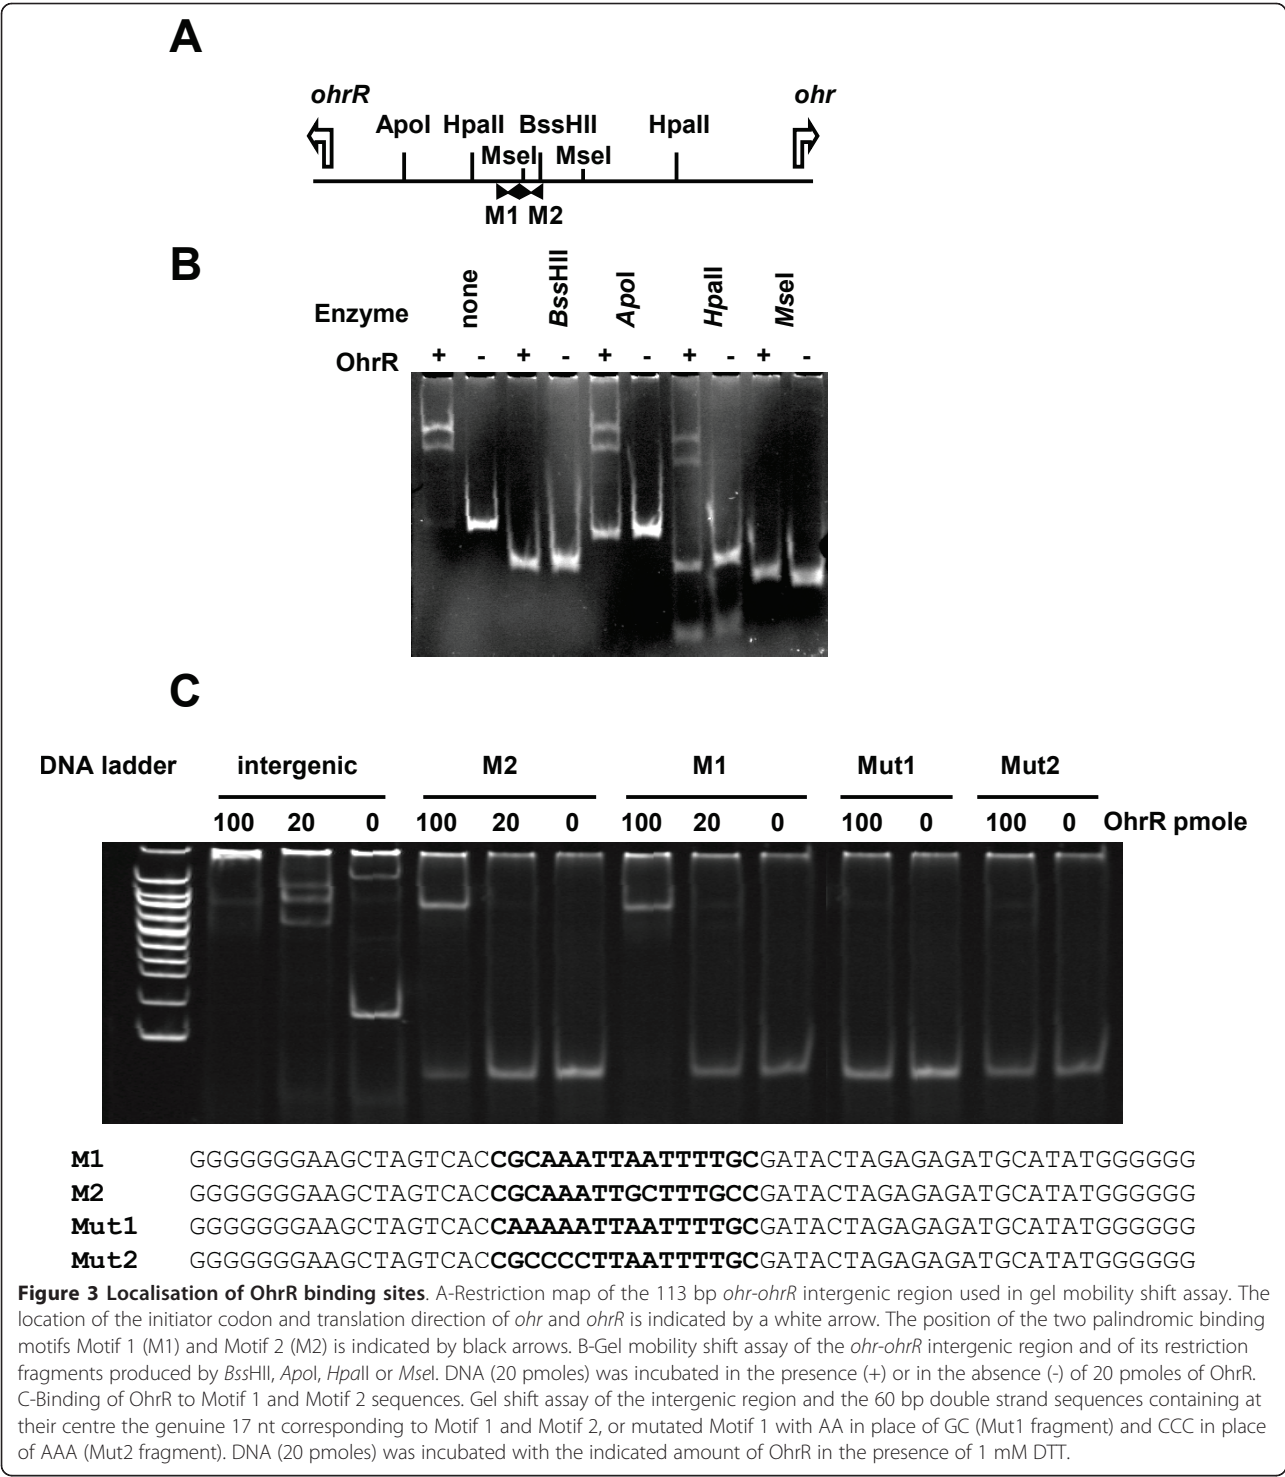 A
ohrR
ohr
ApoI HpaII BssHII HpaII
MseI MseI
M1 M2
B
Enzyme none BssHII ApoI HpaII MseI
OhrR + - + - + - + - + -
C
DNA ladder intergenic M2 M1 Mut1 Mut2
100 20 0 100 20 0 100 20 0 100 0 100 0 OhrR pmole
M1 GGGGGGGAAGCTAGTCACCGCAAATTAATTTTGCGATACTAGAGAGATGCATATGGGGGG
M2 GGGGGGGAAGCTAGTCACCGCAAATTGCTTTGCCGATACTAGAGAGATGCATATGGGGGG
Mut1 GGGGGGGAAGCTAGTCACCAAAAATTAATTTTGCGATACTAGAGAGATGCATATGGGGGG
Mut2 GGGGGGGAAGCTAGTCACCGCCCCTTAATTTTGCGATACTAGAGAGATGCATATGGGGGG
Figure 3 Localisation of OhrR binding sites. A-Restriction map of the 113 bp ohr-ohrR intergenic region used in gel mobility shift assay. The
location of the initiator codon and translation direction of ohr and ohrR is indicated by a white arrow. The position of the two palindromic binding
motifs Motif 1 (M1) and Motif 2 (M2) is indicated by black arrows. B-Gel mobility shift assay of the ohr-ohrR intergenic region and of its restriction
fragments produced by BssHII, ApoI, HpaII or MseI. DNA (20 pmoles) was incubated in the presence (+) or in the absence (-) of 20 pmoles of OhrR.
C-Binding of OhrR to Motif 1 and Motif 2 sequences. Gel shift assay of the intergenic region and the 60 bp double strand sequences containing at
their centre the genuine 17 nt corresponding to Motif 1 and Motif 2, or mutated Motif 1 with AA in place of GC (Mut1 fragment) and CCC in place
of AAA (Mut2 fragment). DNA (20 pmoles) was incubated with the indicated amount of OhrR in the presence of 1 mM DTT.